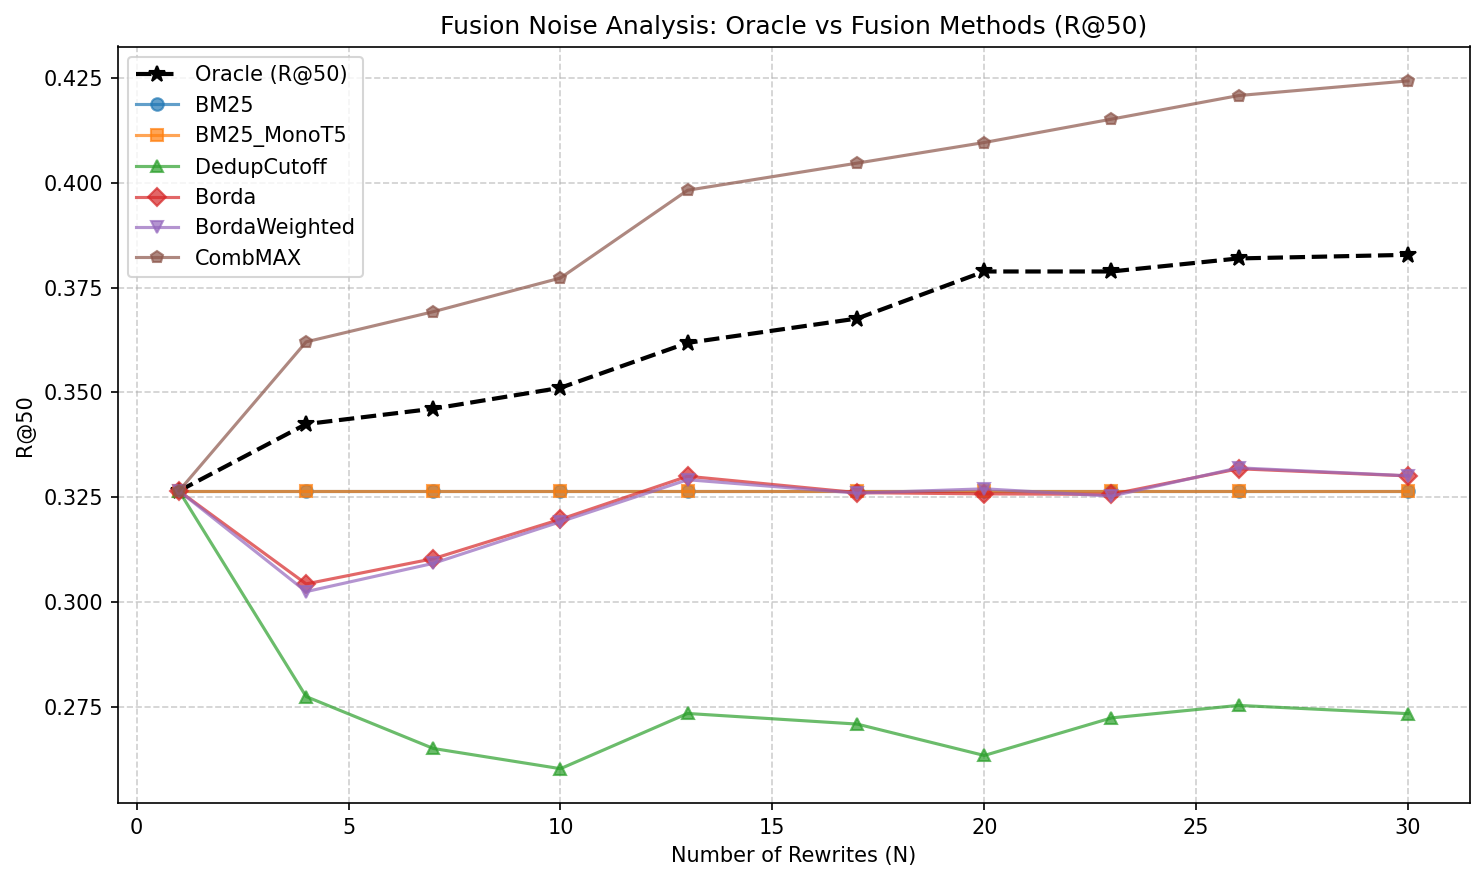 Fusion Noise Analysis: Oracle vs Fusion Methods (R@50)
Oracle (R@50)
BM25
BM25_MonoT5
DedupCutoff
Borda
BordaWeighted
CombMAX
R@50
0.425
0.400
0.375
0.350
0.325
0.300
0.275
0 5 10 15 20 25 30
Number of Rewrites (N)